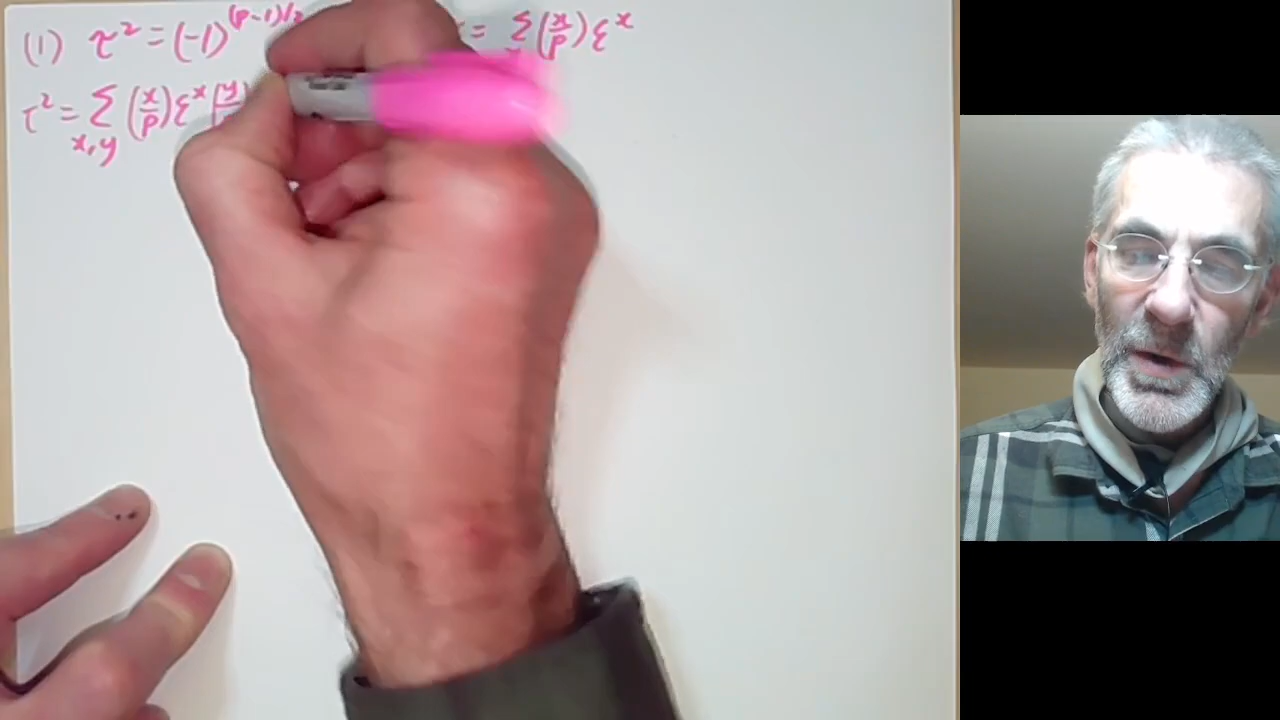 (1) τ² = (-1)^{(p-1)/2} = Σ (x/p) ε^x
τ² = Σ_{x,y} (x/p) ε^x (y